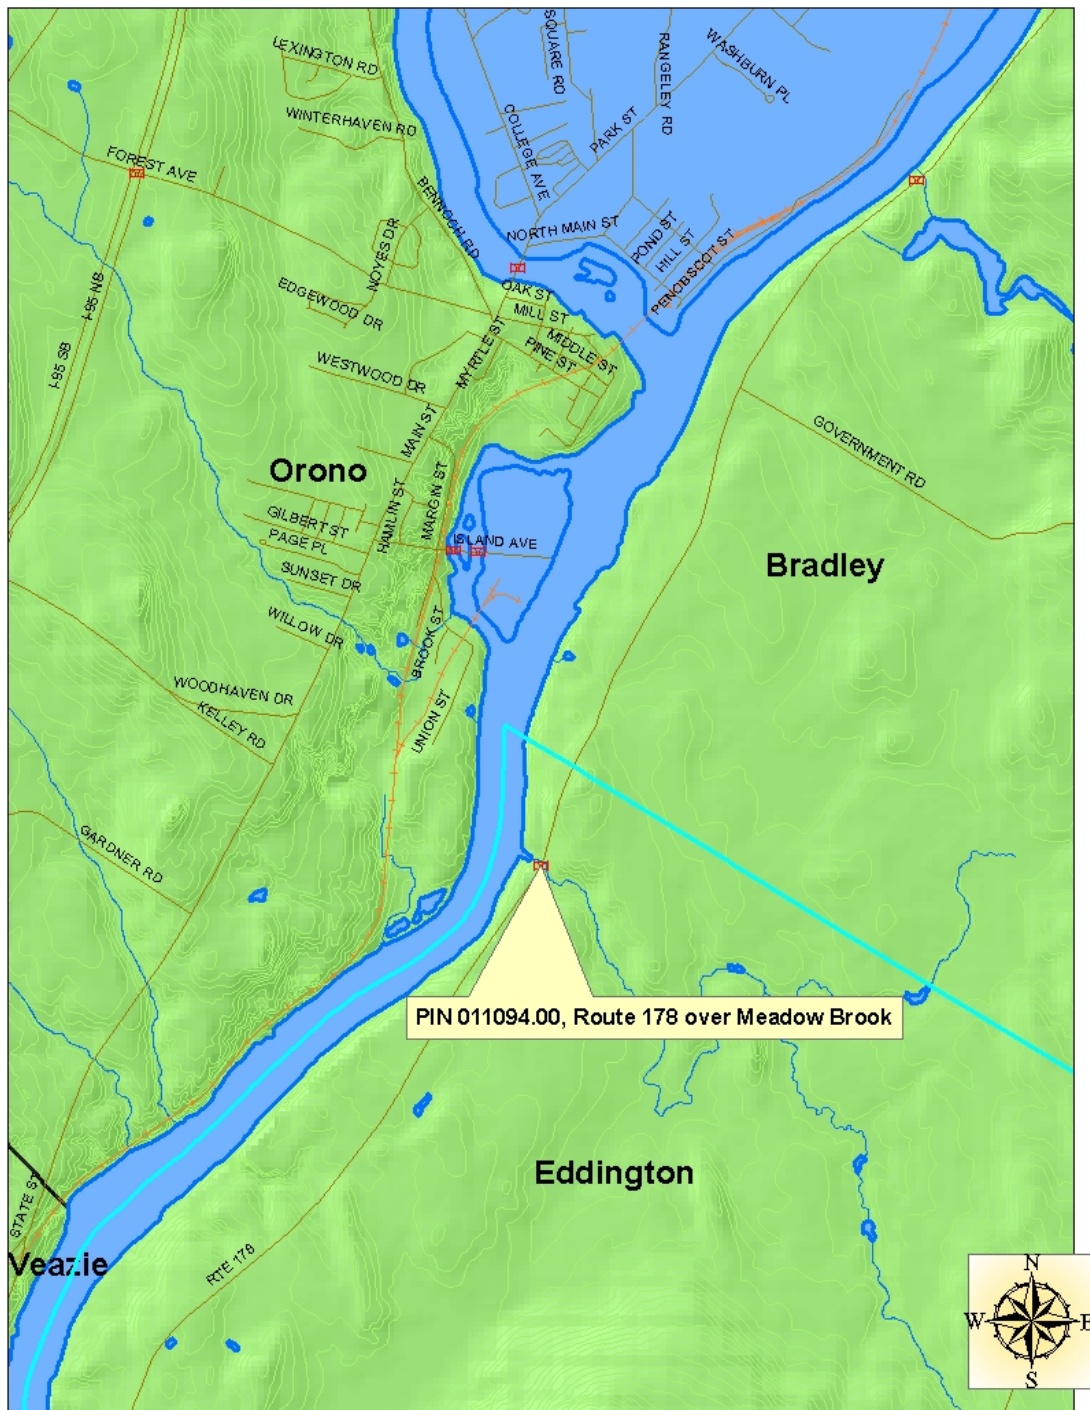 LEXINGTON RD
SQUARE RD
RANGELEY RD
WASHBURN PL
WINTERHAVEN RD
COLLEGE AVE
PARK ST
FOREST AVE
BENNOCH RD
NOYES DR
NORTH MAIN ST
POND ST
HILL ST
PENOBSCOT ST
I-95 NB
EDGEWOOD DR
OAK ST
MILL ST
MIDDLE ST
PINE ST
I-95 SB
WESTWOOD DR
MYRTLE ST
MAIN ST
GOVERNMENT RD
Orono
HAMLIN ST
MARGIN ST
GILBERT ST
PAGE PL
ISLAND AVE
SUNSET DR
Bradley
WILLOW DR
BROOK ST
WOODHAVEN DR
KELLEY RD
UNION ST
GARDNER RD
PIN 011094.00, Route 178 over Meadow Brook
Eddington
STATE ST
Veazie
RTE 178
N
W
E
S